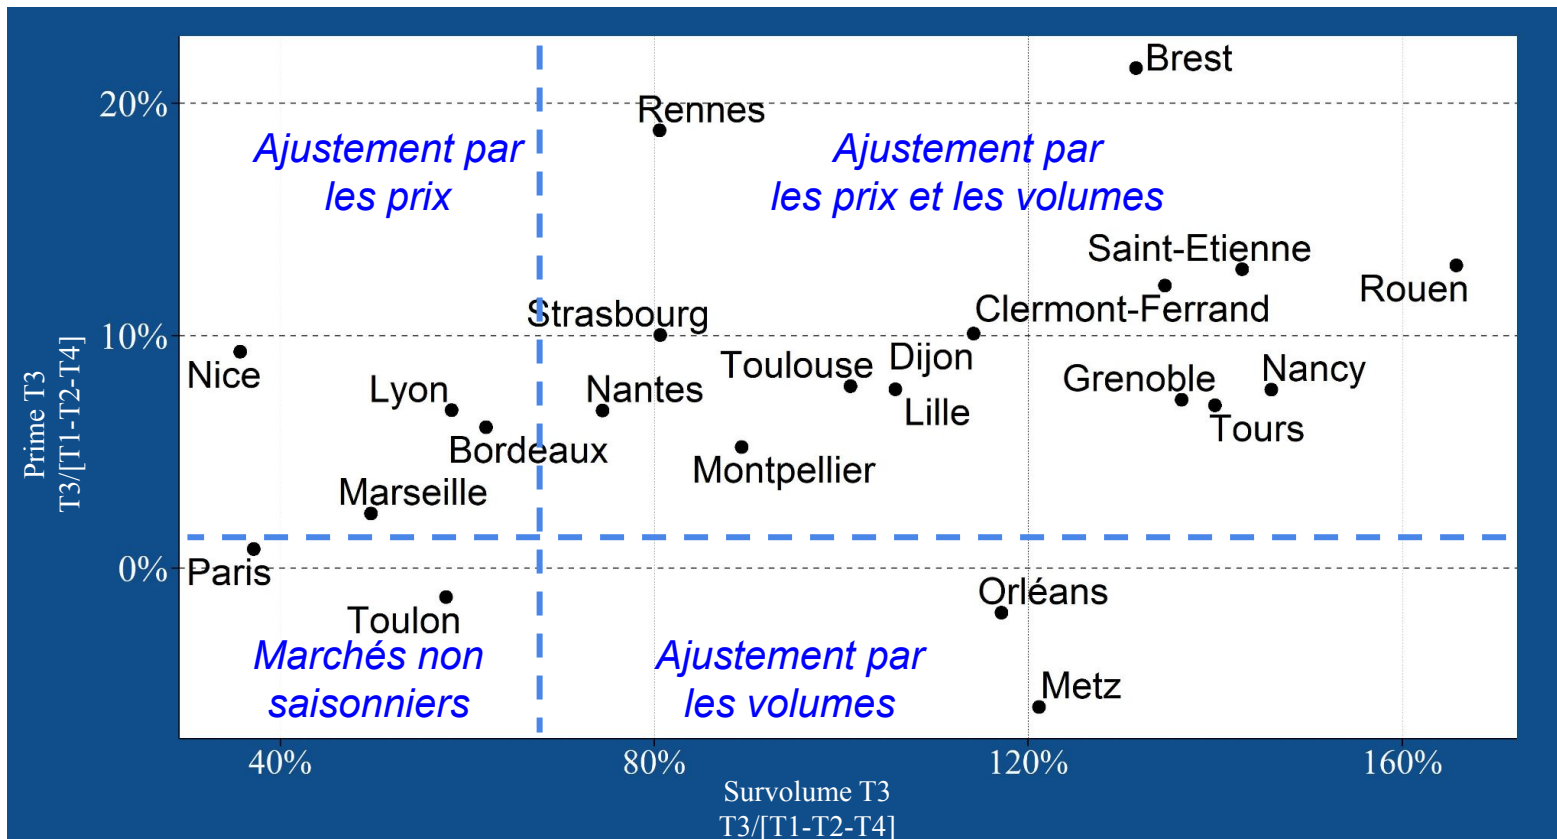 Brest
20%
Rennes
Ajustement par
les prix
Ajustement par
les prix et les volumes
Saint-Etienne
Rouen
Clermont-Ferrand
Strasbourg
10%
Nice
Lyon
Toulouse
Dijon
Nantes
Lille
Grenoble
Nancy
Tours
Bordeaux
Montpellier
Marseille
Prime T3
T3/[T1-T2-T4]
0%
Paris
Toulon
Orléans
Marchés non
saisonniers
Ajustement par
les volumes
Metz
40%
80%
120%
160%
Survolume T3
T3/[T1-T2-T4]